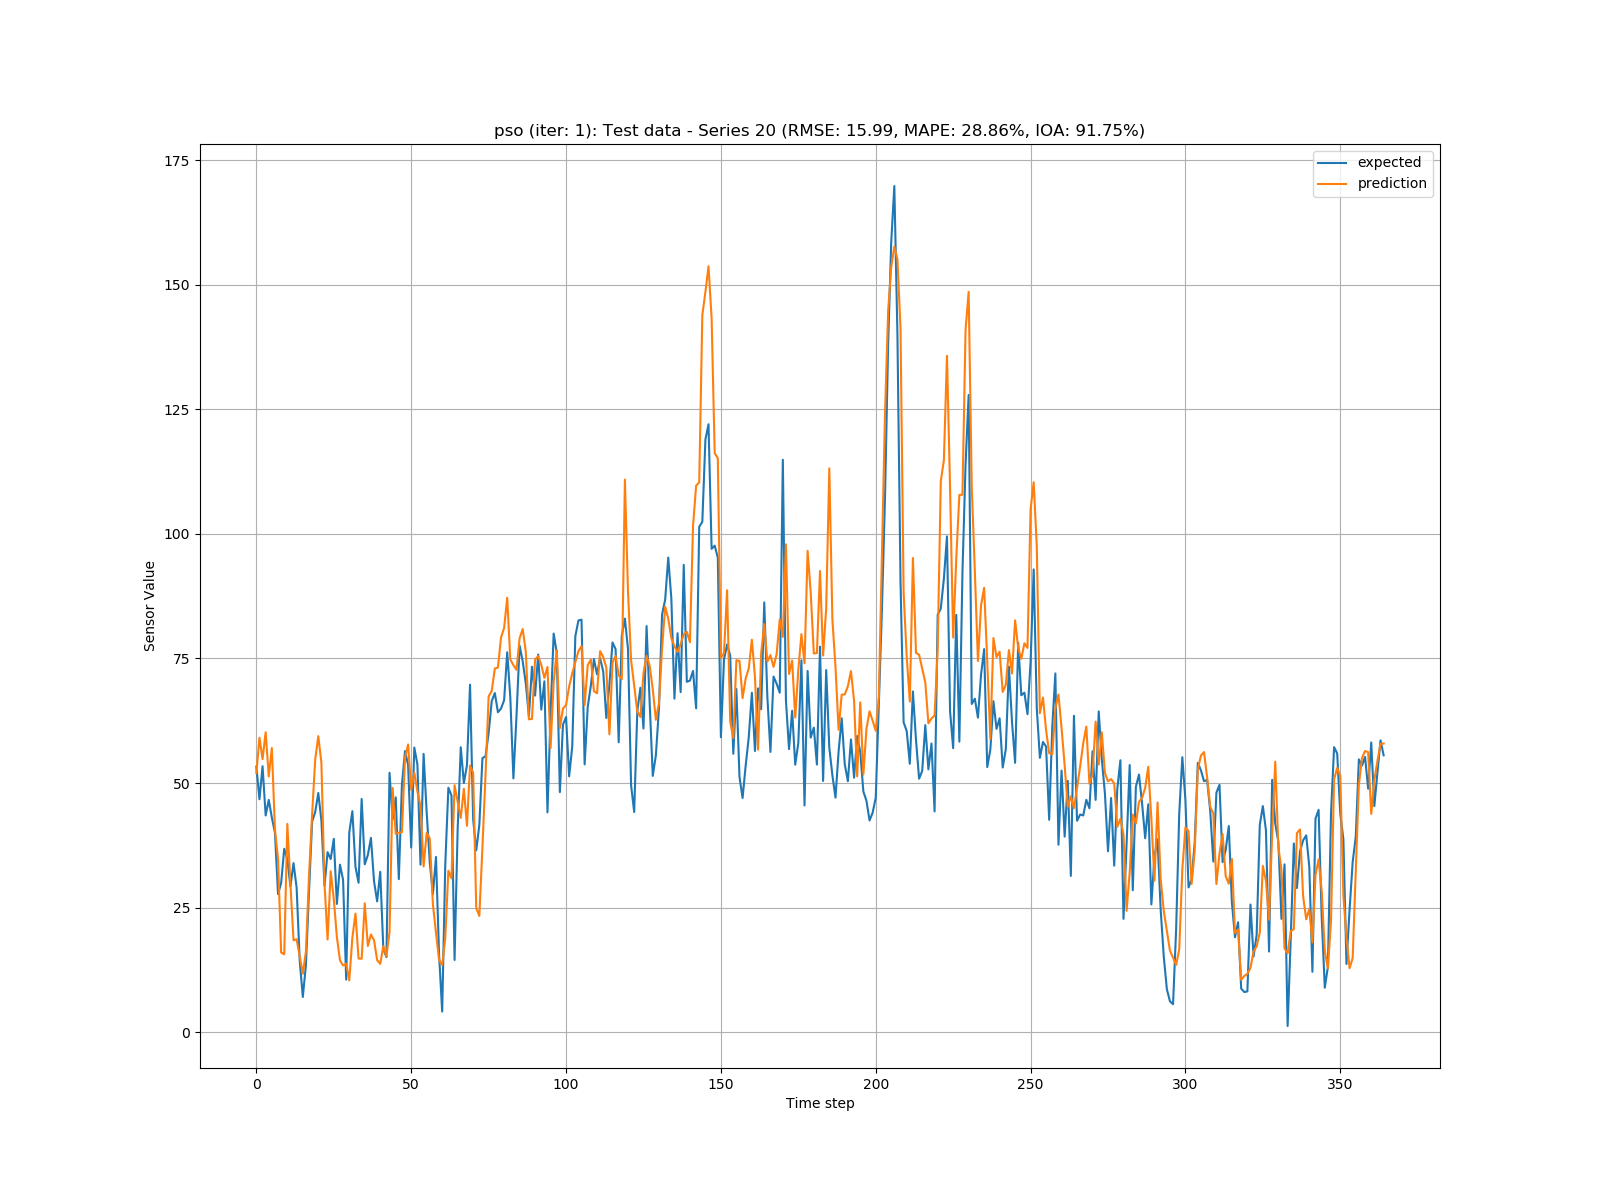 pso (iter: 1): Test data - Series 20 (RMSE: 15.99, MAPE: 28.86%, IOA: 91.75%)
expected
prediction
175
150
125
100
75
50
25
0
Sensor Value
0 50 100 150 200 250 300 350
Time step